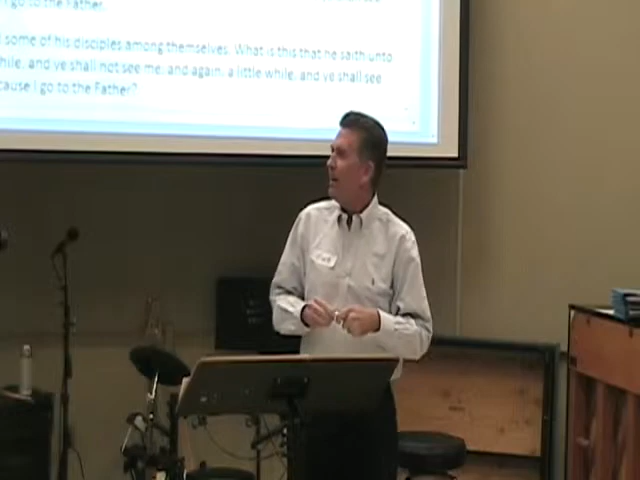 I go to the Father.
some of his disciples among themselves, What is this that he saith unto
while, and ye shall not see me: and again, a little while, and ye shall see
cause I go to the Father?